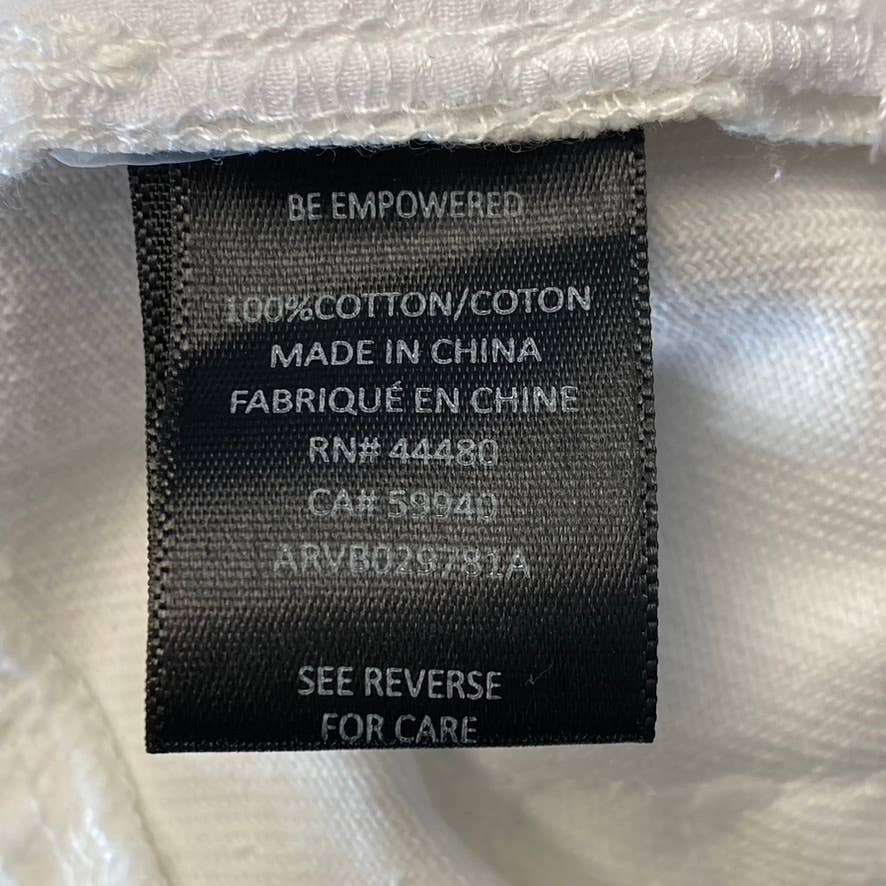 BE EMPOWERED
100%COTTON/COTON
MADE IN CHINA
FABRIQUÉ EN CHINE
RN# 44480
CA# 59940
ARVB029781A
SEE REVERSE
FOR CARE